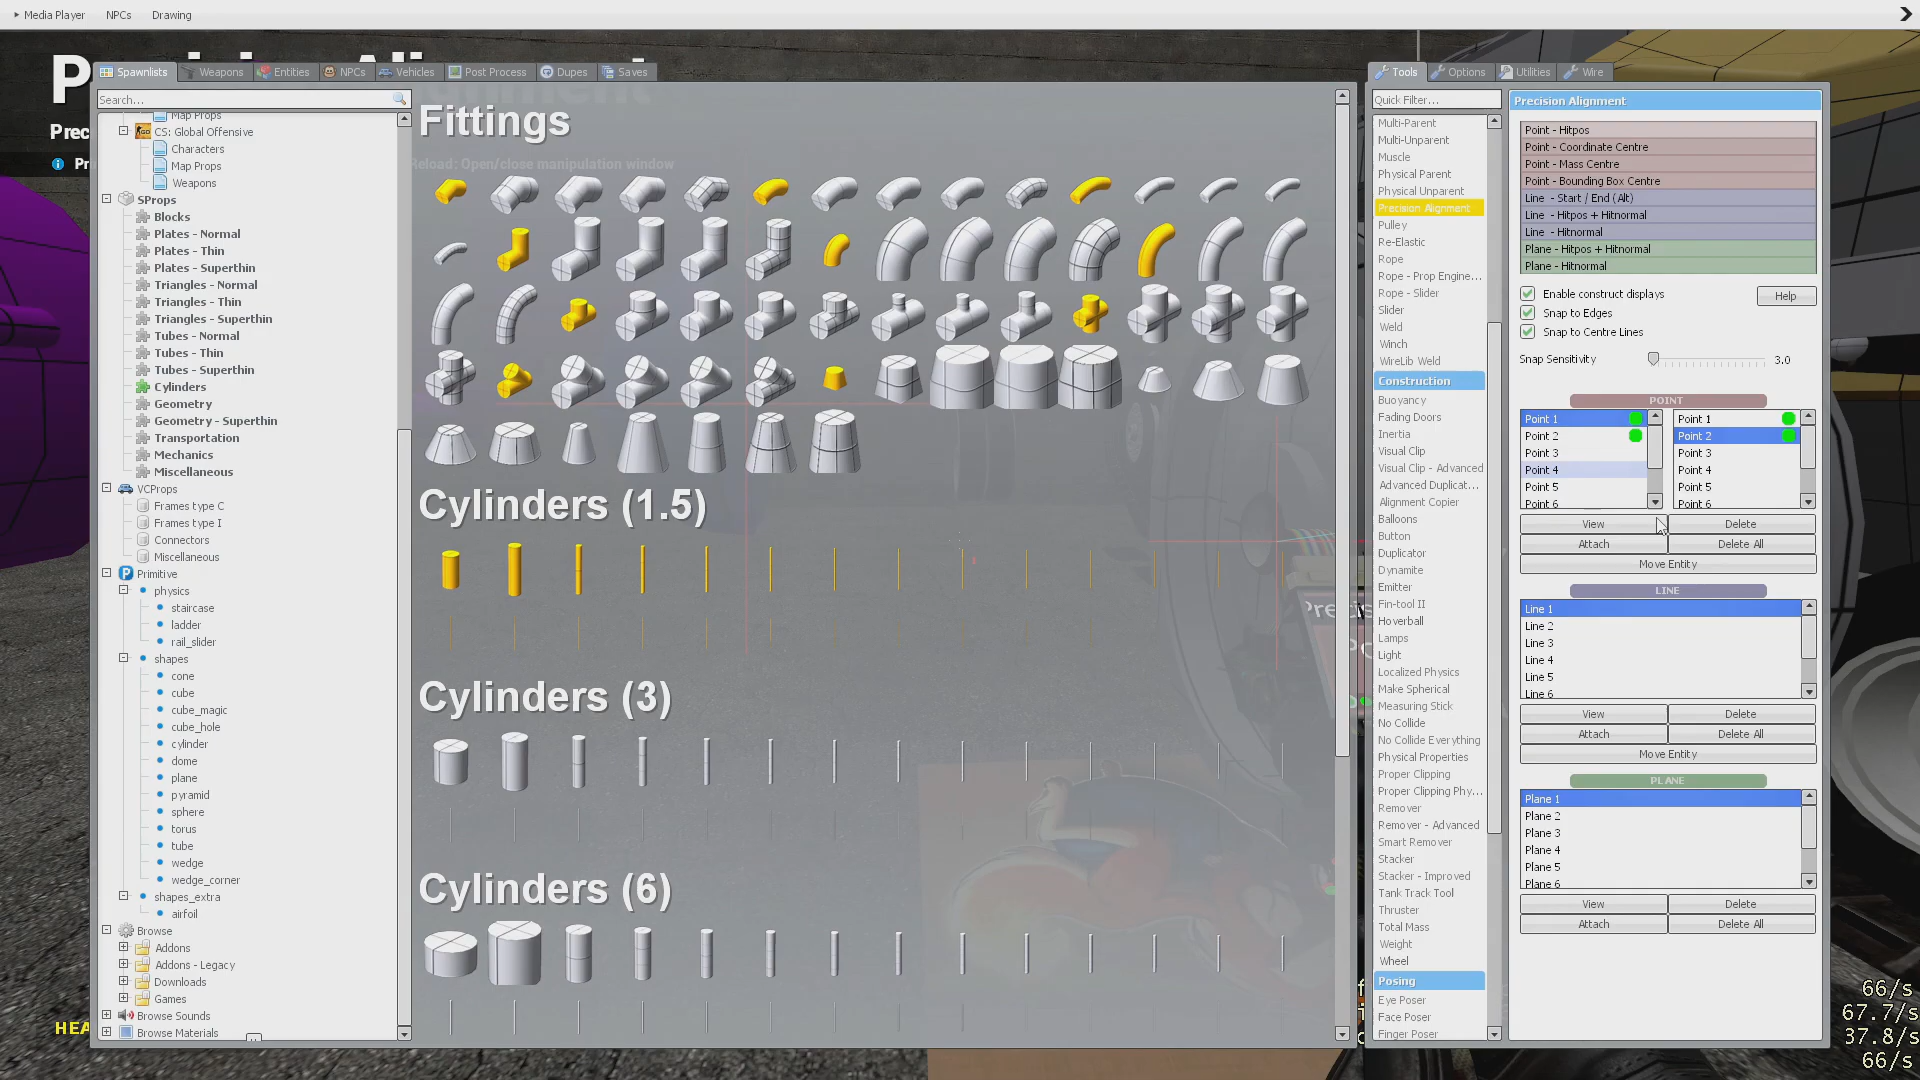 Media Player
NPCs
Drawing
Spawnlists
Weapons
Entities
NPCs
Vehicles
Post Process
Dupes
Saves
Tools
Options
Utilities
Wire
Search...
Map Props
CS: Global Offensive
Characters
Map Props
Weapons
SProps
Blocks
Plates - Normal
Plates - Thin
Plates - Superthin
Triangles - Normal
Triangles - Thin
Triangles - Superthin
Tubes - Normal
Tubes - Thin
Tubes - Superthin
Cylinders
Geometry
Geometry - Superthin
Transportation
Mechanics
Miscellaneous
VCProps
Frames type C
Frames type I
Connectors
Miscellaneous
Primitive
physics
staircase
ladder
rail_slider
shapes
cone
cube
cube_magic
cube_hole
cylinder
dome
plane
pyramid
sphere
torus
tube
wedge
wedge_corner
shapes_extra
airfoil
Browse
Addons
Addons - Legacy
Downloads
Games
Browse Sounds
Browse Materials
Fittings
Reload: Open/close manipulation window
Cylinders (1.5)
Cylinders (3)
Cylinders (6)
Quick Filter...
Multi-Parent
Multi-Unparent
Muscle
Physical Parent
Physical Unparent
Precision Alignment
Pulley
Re-Elastic
Rope
Rope - Prop Engine...
Rope - Slider
Slider
Weld
Winch
WireLib Weld
Construction
Buoyancy
Fading Doors
Inertia
Visual Clip
Visual Clip - Advanced
Advanced Duplicat...
Alignment Copier
Balloons
Button
Duplicator
Dynamite
Emitter
Fin-tool II
Hoverball
Lamps
Light
Localized Physics
Make Spherical
Measuring Stick
No Collide
No Collide Everything
Physical Properties
Proper Clipping
Proper Clipping Phy...
Remover
Remover - Advanced
Smart Remover
Stacker
Stacker - Improved
Tank Track Tool
Thruster
Total Mass
Weight
Wheel
Posing
Eye Poser
Face Poser
Finger Poser
Precision Alignment
Point - Hitpos
Point - Coordinate Centre
Point - Mass Centre
Point - Bounding Box Centre
Line - Start / End (Alt)
Line - Hitpos + Hitnormal
Line - Hitnormal
Plane - Hitpos + Hitnormal
Plane - Hitnormal
Enable construct displays
Help
Snap to Edges
Snap to Centre Lines
Snap Sensitivity
3.0
POINT
Point 1
Point 2
Point 3
Point 4
Point 5
Point 6
Point 1
Point 2
Point 3
Point 4
Point 5
Point 6
View
Delete
Attach
Delete All
Move Entity
LINE
Line 1
Line 2
Line 3
Line 4
Line 5
Line 6
View
Delete
Attach
Delete All
Move Entity
PLANE
Plane 1
Plane 2
Plane 3
Plane 4
Plane 5
Plane 6
View
Delete
Attach
Delete All
66/s
67.7/s
37.8/s
66/s